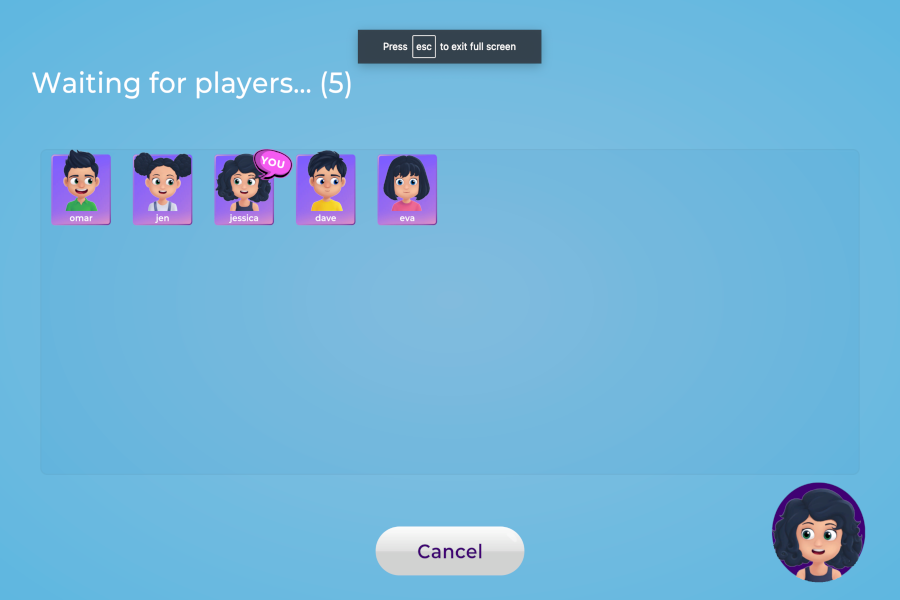 Press esc to exit full screen
Waiting for players... (5)
YOU
omar
jen
jessica
dave
eva
Cancel